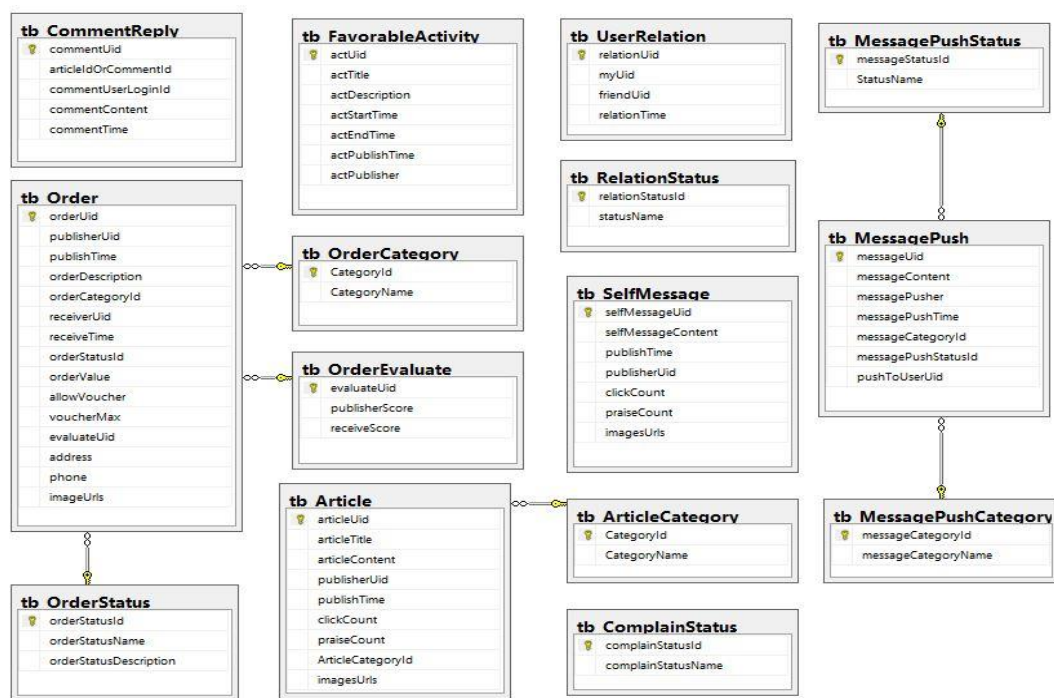 tb_CommentReply
commentUid
articleIdOrCommentId
commentUserLoginId
commentContent
commentTime
tb_FavorableActivity
actUid
actTitle
actDescription
actStartTime
actEndTime
actPublishTime
actPublisher
tb_UserRelation
relationUid
myUid
friendUid
relationTime
tb_MessagePushStatus
messageStatusId
StatusName
tb_Order
orderUid
publisherUid
publishTime
orderDescription
orderCategoryId
receiverUid
receiveTime
orderStatusId
orderValue
allowVoucher
voucherMax
evaluateUid
address
phone
imageUrls
tb_OrderCategory
CategoryId
CategoryName
tb_RelationStatus
relationStatusId
statusName
tb_MessagePush
messageUid
messageContent
messagePusher
messagePushTime
messageCategoryId
messagePushStatusId
pushToUserUid
tb_OrderEvaluate
evaluateUid
publisherScore
receiveScore
tb_SelfMessage
selfMessageUid
selfMessageContent
publishTime
publisherUid
clickCount
praiseCount
imagesUrls
tb_Article
articleUid
articleTitle
articleContent
publisherUid
publishTime
clickCount
praiseCount
ArticleCategoryId
imagesUrls
tb_ArticleCategory
CategoryId
CategoryName
tb_MessagePushCategory
messageCategoryId
messageCategoryName
tb_OrderStatus
orderStatusId
orderStatusName
orderStatusDescription
tb_ComplainStatus
complainStatusId
complainStatusName